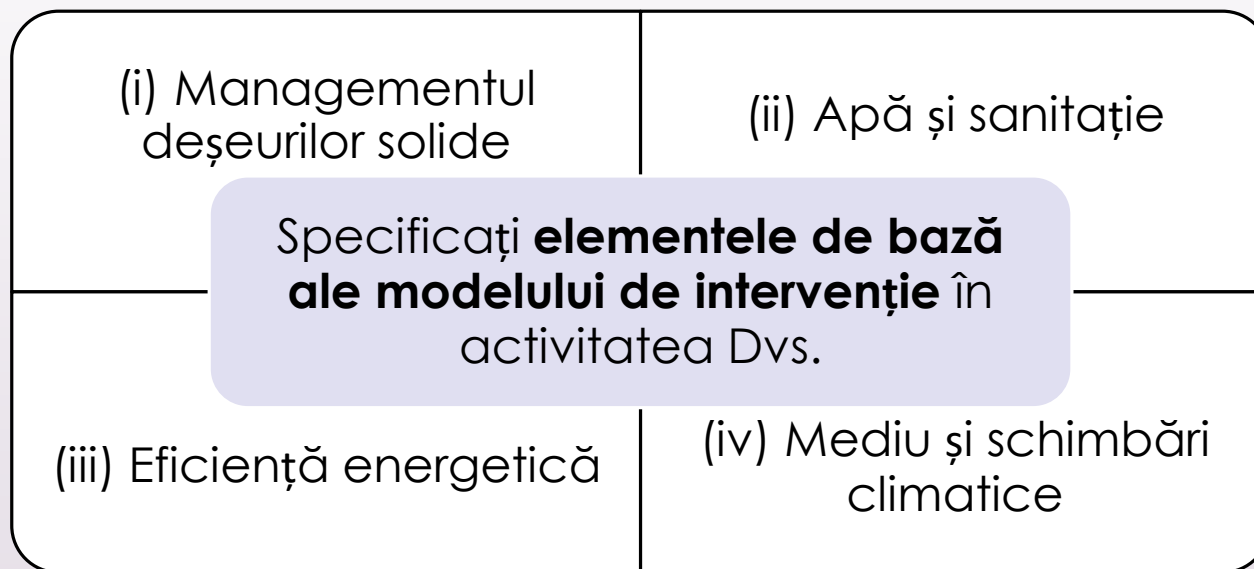 (i) Managementul
deșeurilor solide
(ii) Apă și sanitație
Specificați elementele de bază
ale modelului de intervenție în
activitatea Dvs.
(iii) Eficiență energetică
(iv) Mediu și schimbări
climatice